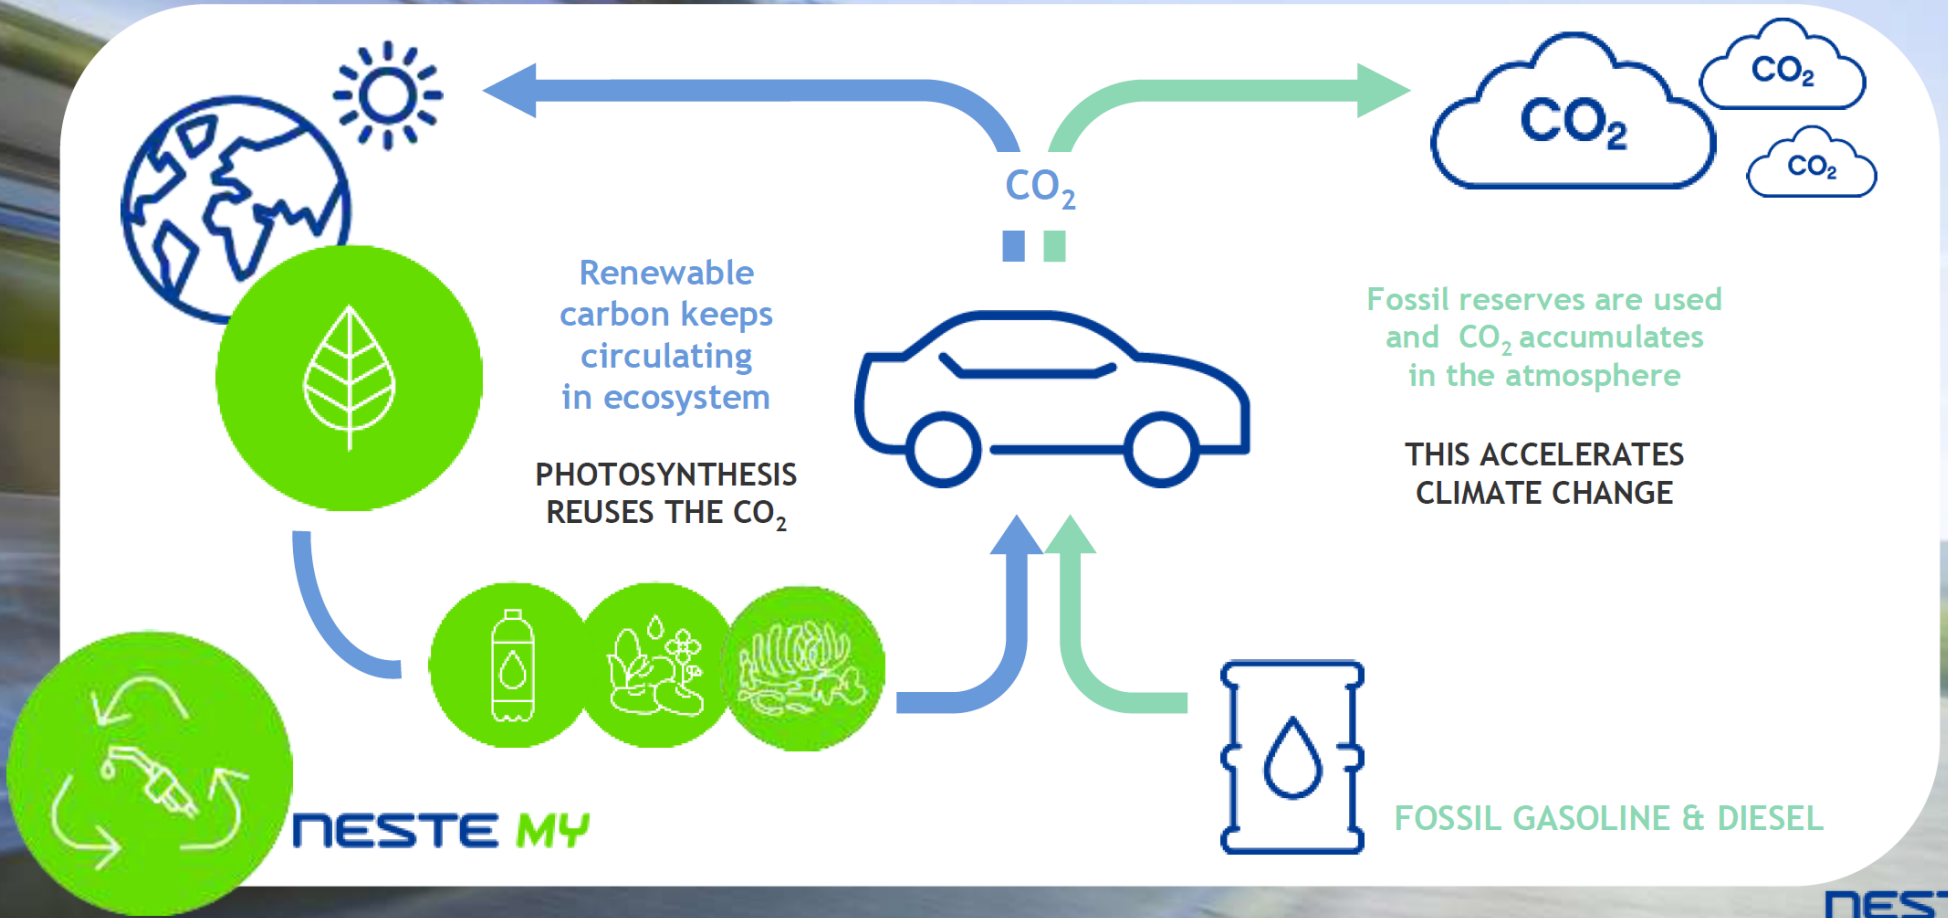 CO₂
CO₂
CO₂
CO₂
Renewable
carbon keeps
circulating
in ecosystem
PHOTOSYNTHESIS
REUSES THE CO₂
Fossil reserves are used
and CO₂ accumulates
in the atmosphere
THIS ACCELERATES
CLIMATE CHANGE
NESTE MY
FOSSIL GASOLINE & DIESEL
NEST